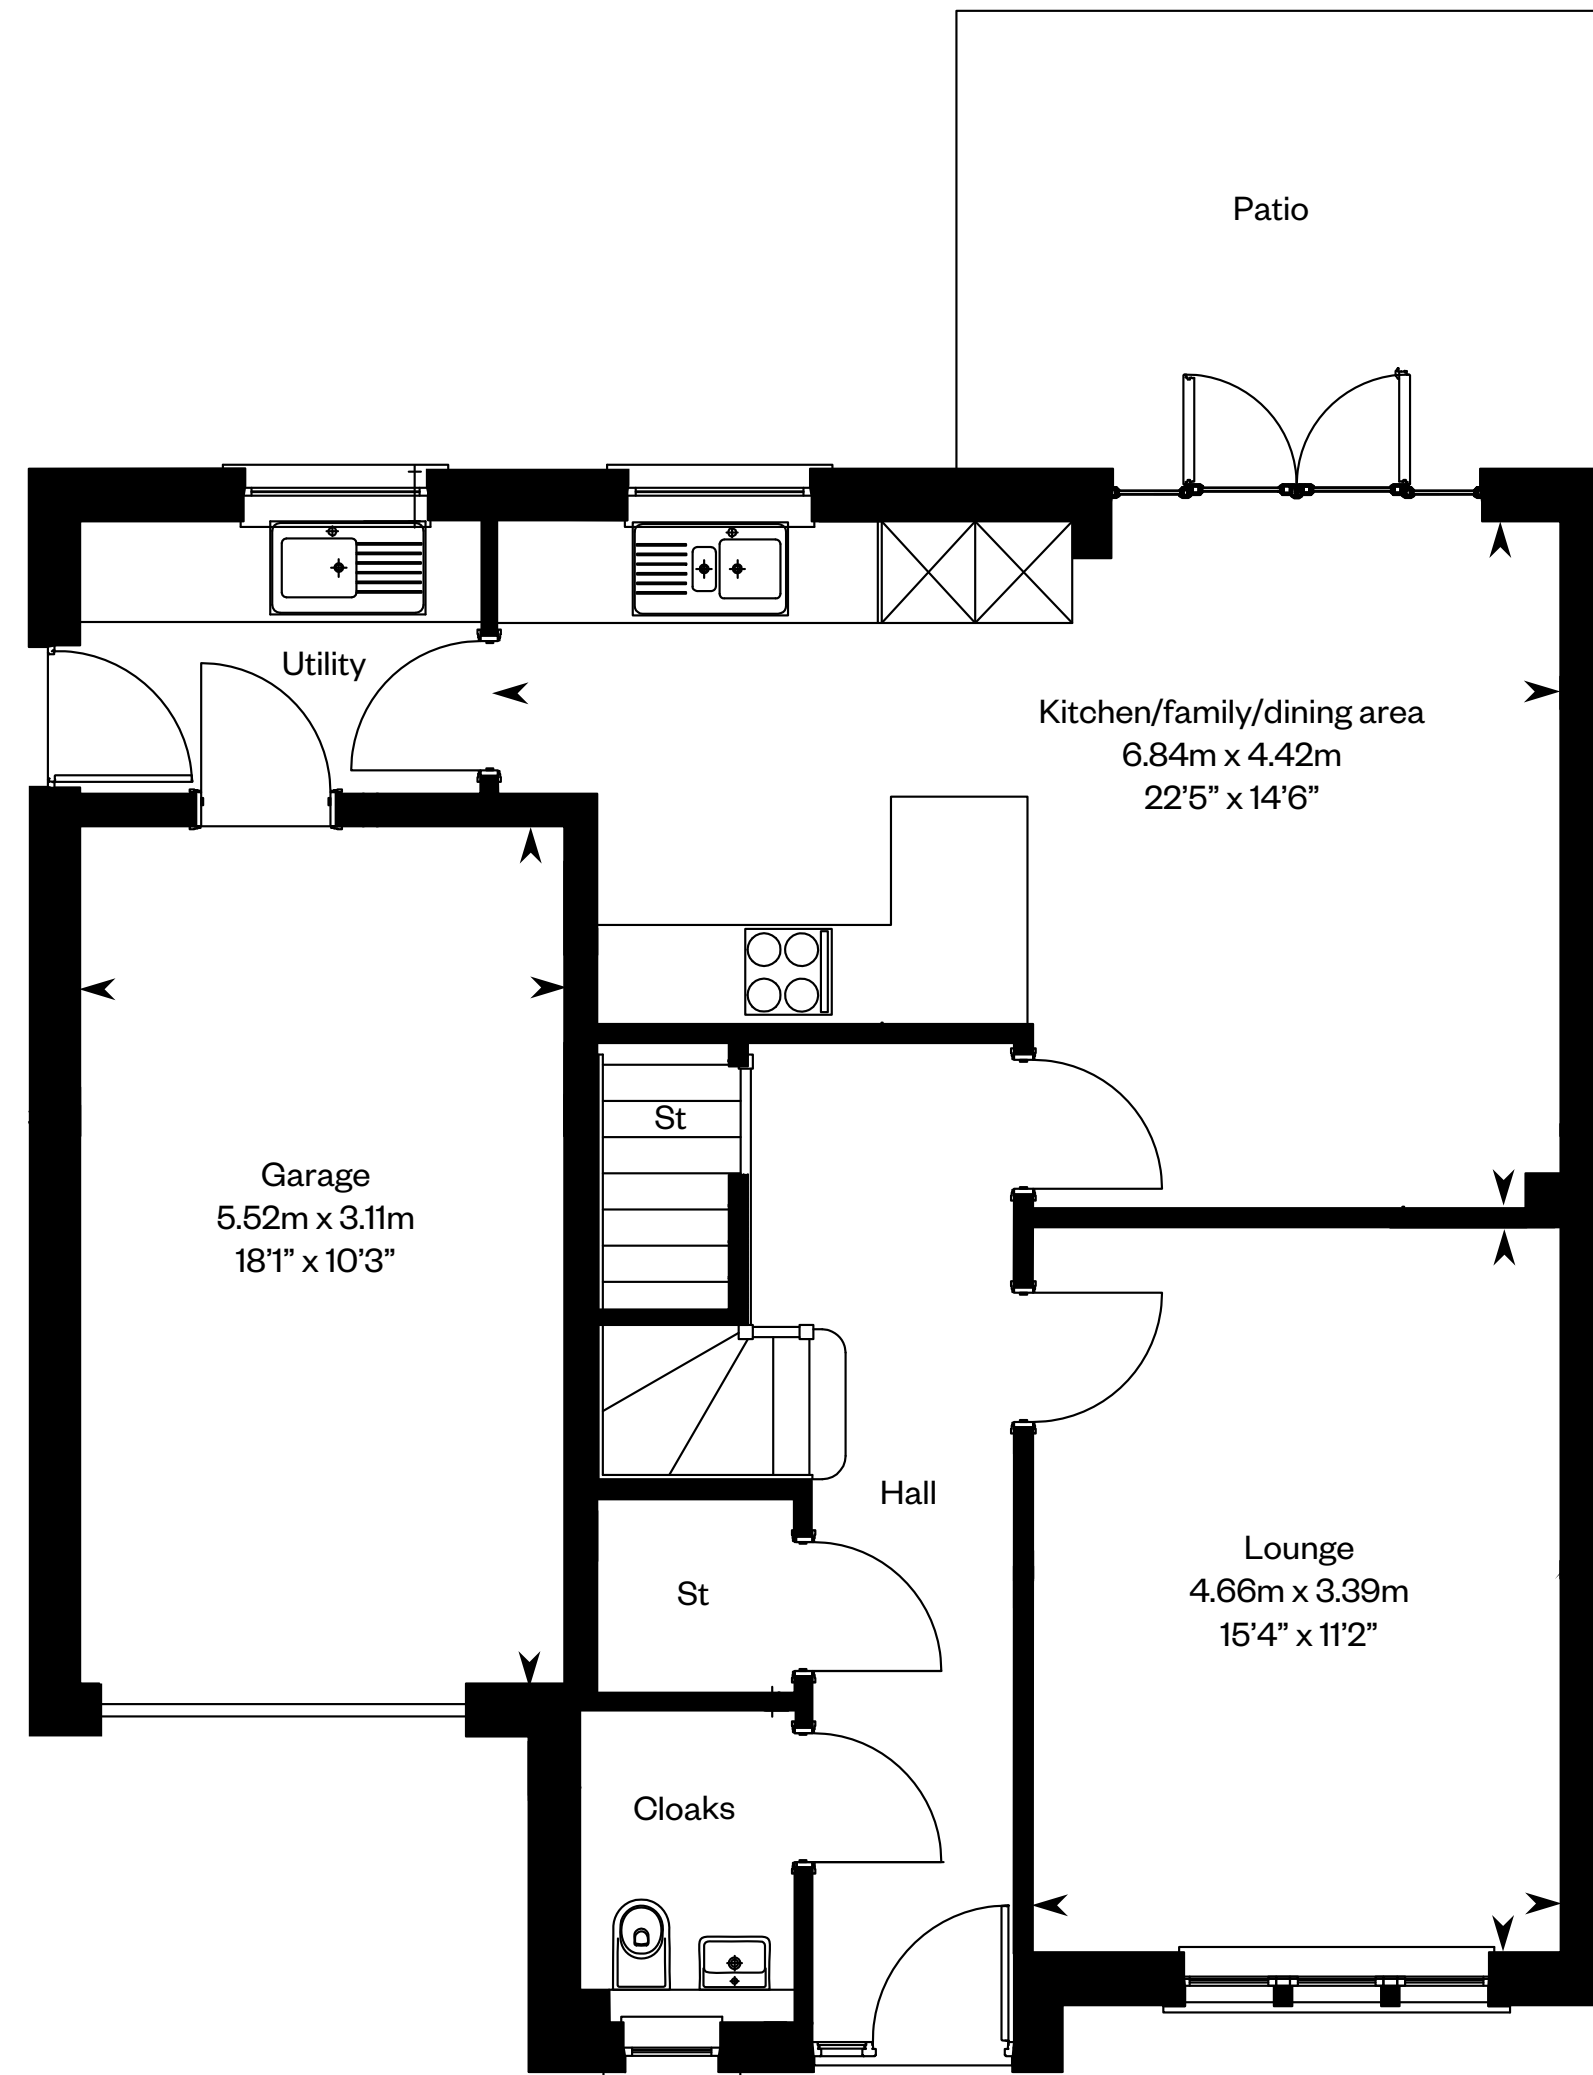 Patio
Utility
Kitchen/family/dining area
6.84m x 4.42m
22’5” x 14’6”
St
Garage
5.52m x 3.11m
18’1” x 10’3”
Hall
Lounge
4.66m x 3.39m
15’4” x 11’2”
St
Cloaks